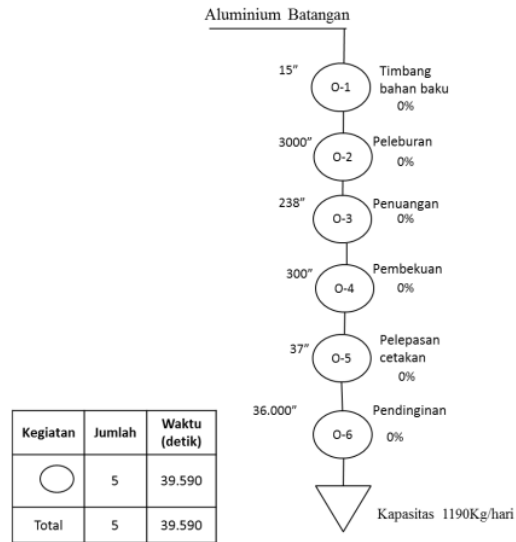 Aluminium Batangan
15”
O-1
Timbang
bahan baku
0%
3000”
O-2
Peleburan
0%
238”
O-3
Penuangan
0%
300”
O-4
Pembekuan
0%
37”
O-5
Pelepasan
cetakan
0%
36.000”
O-6
Pendinginan
0%
Kapasitas 1190Kg/hari
Kegiatan Jumlah Waktu
(detik)
5 39.590
Total 5 39.590